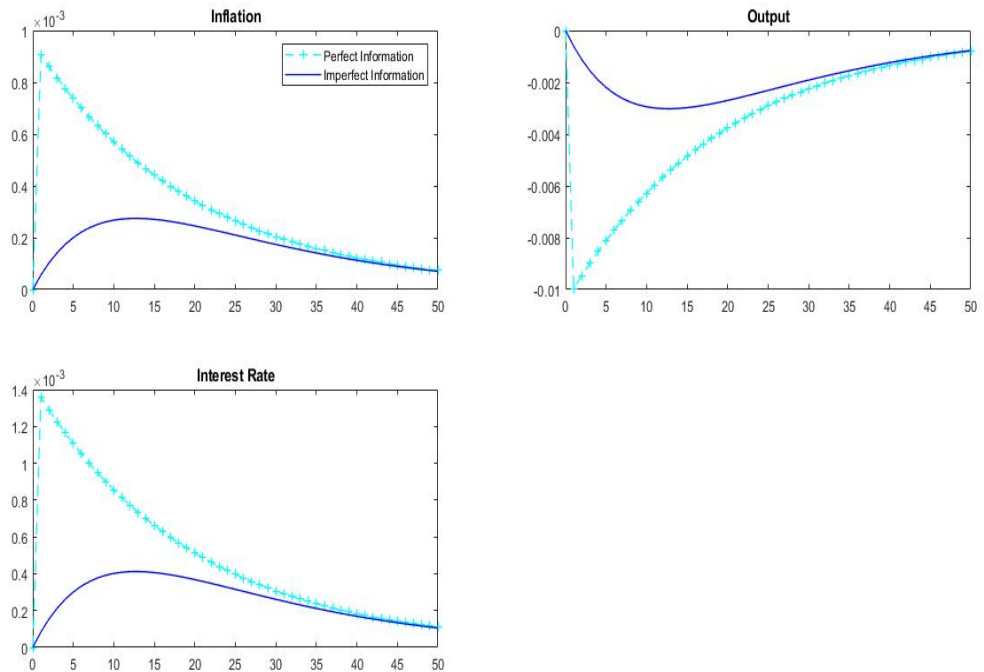 Inflation
×10⁻³
1
0.8
0.6
0.4
0.2
0
0 5 10 15 20 25 30 35 40 45 50
Perfect Information
Imperfect Information
Output
0
-0.002
-0.004
-0.006
-0.008
-0.01
0 5 10 15 20 25 30 35 40 45 50
Interest Rate
×10⁻³
1.4
1.2
1
0.8
0.6
0.4
0.2
0
0 5 10 15 20 25 30 35 40 45 50